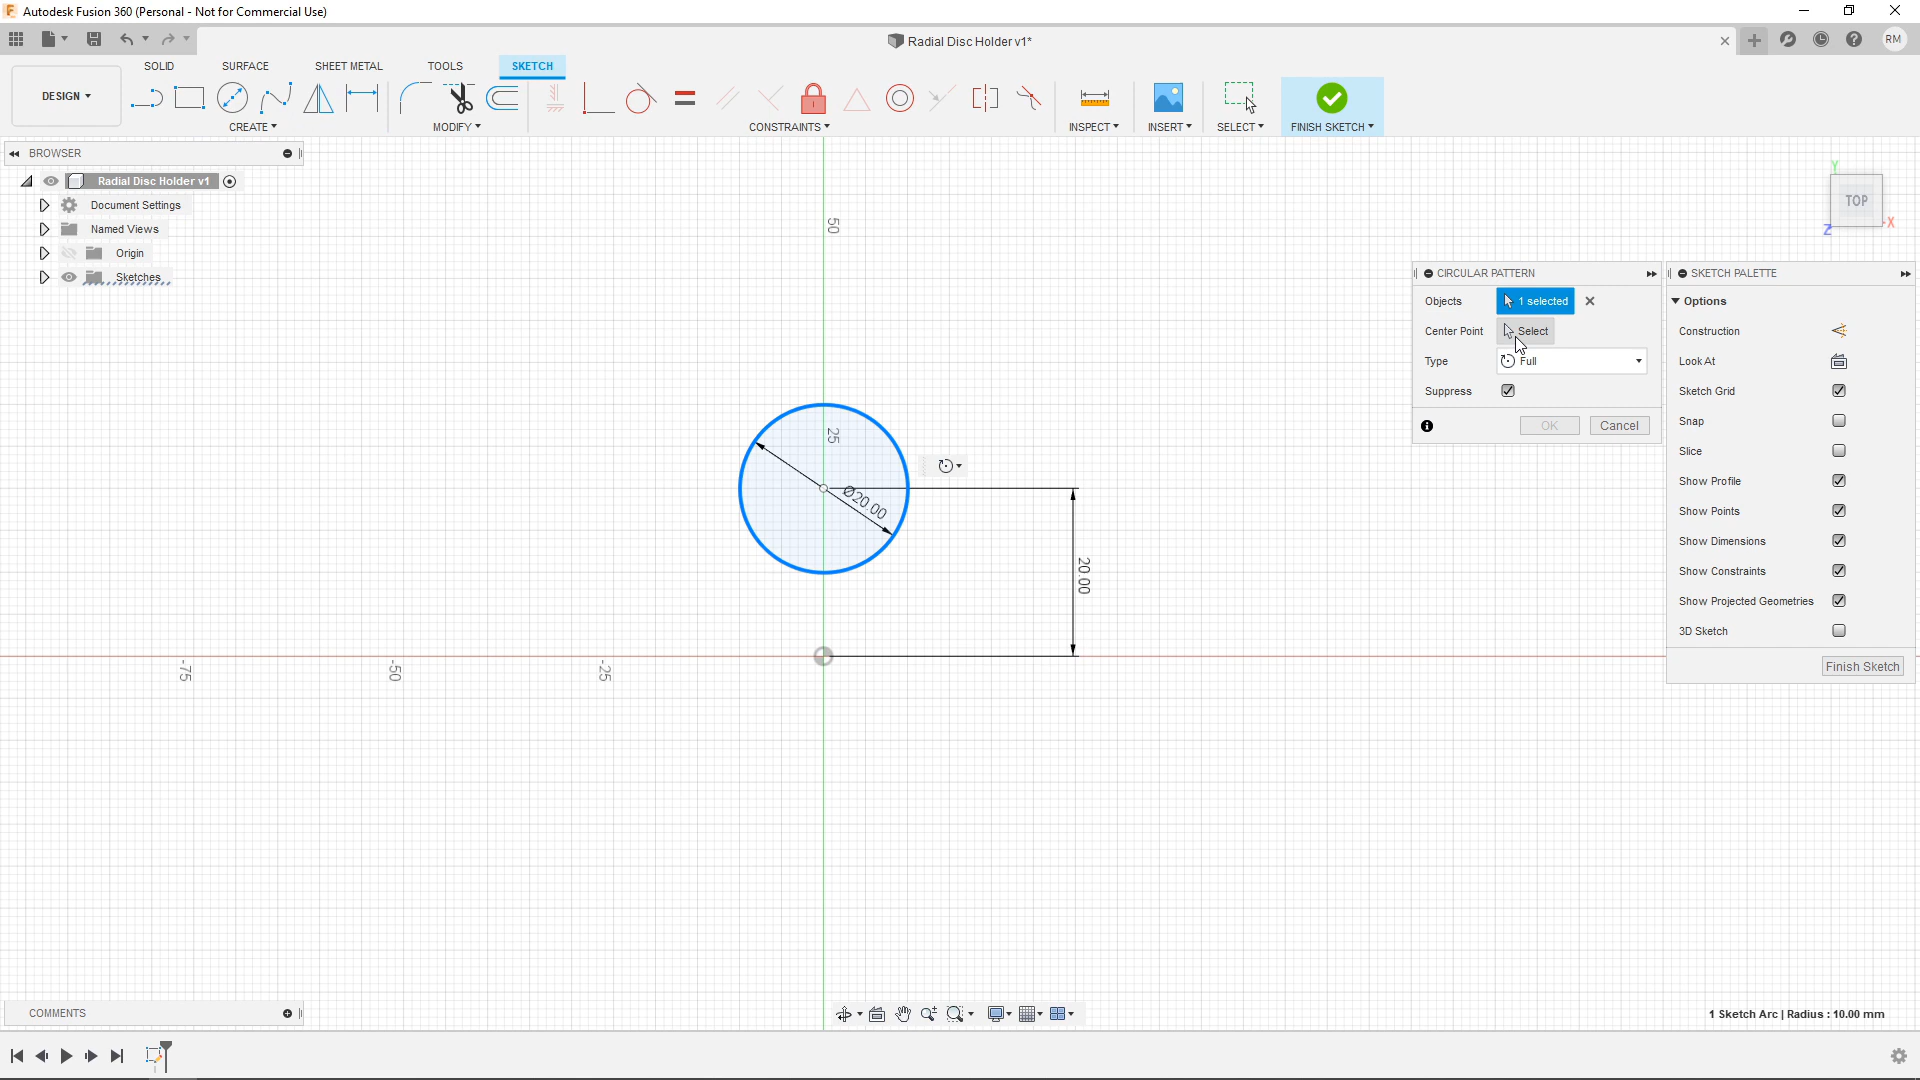 Autodesk Fusion 360 (Personal - Not for Commercial Use)
Radial Disc Holder v1*
RM
DESIGN
SOLID
SURFACE
SHEET METAL
TOOLS
SKETCH
CREATE
MODIFY
CONSTRAINTS
INSPECT
INSERT
SELECT
FINISH SKETCH
BROWSER
Radial Disc Holder v1
Document Settings
Named Views
Origin
Sketches
Y
TOP
X
Z
50
25
Ø20.00
20.00
-75
-50
-25
CIRCULAR PATTERN
Objects
1 selected
Center Point
Select
Type
Full
Suppress
OK
Cancel
SKETCH PALETTE
Options
Construction
Look At
Sketch Grid
Snap
Slice
Show Profile
Show Points
Show Dimensions
Show Constraints
Show Projected Geometries
3D Sketch
Finish Sketch
COMMENTS
1 Sketch Arc | Radius : 10.00 mm